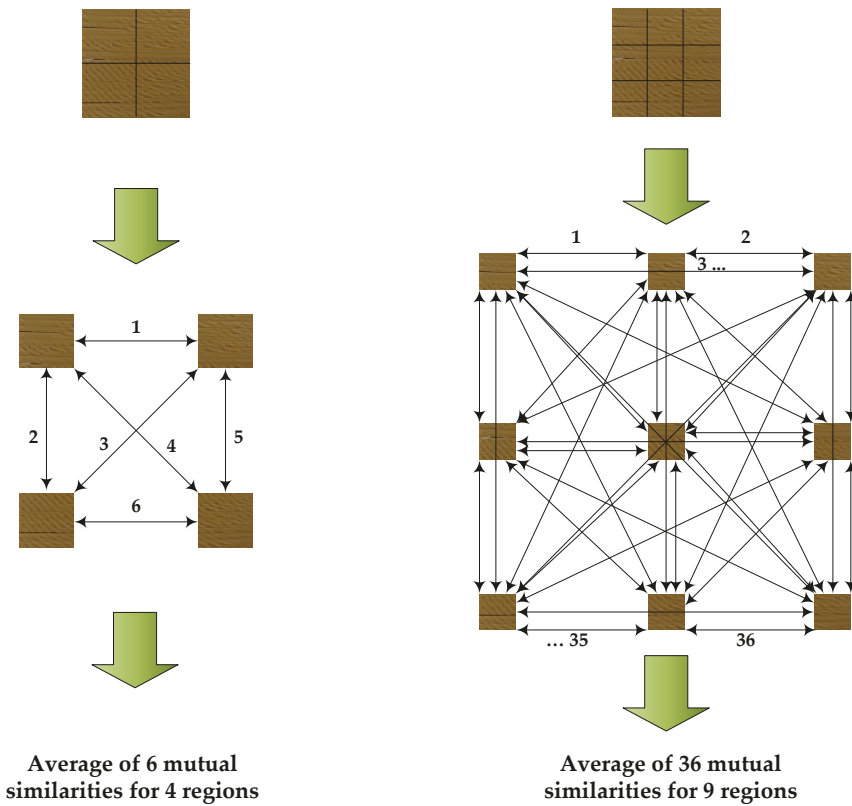 1
2
3
4
5
6
Average of 6 mutual
similarities for 4 regions
1
2
3 ...
... 35
36
Average of 36 mutual
similarities for 9 regions